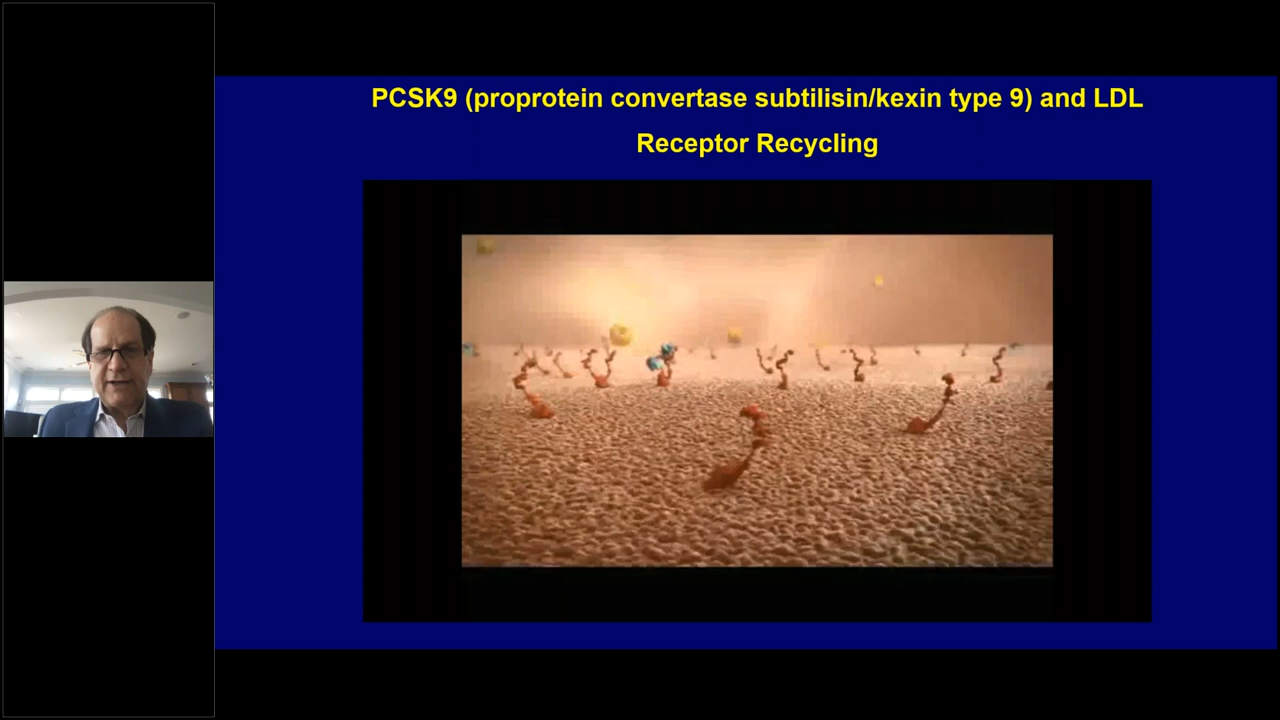 PCSK9 (proprotein convertase subtilisin/kexin type 9) and LDL
Receptor Recycling